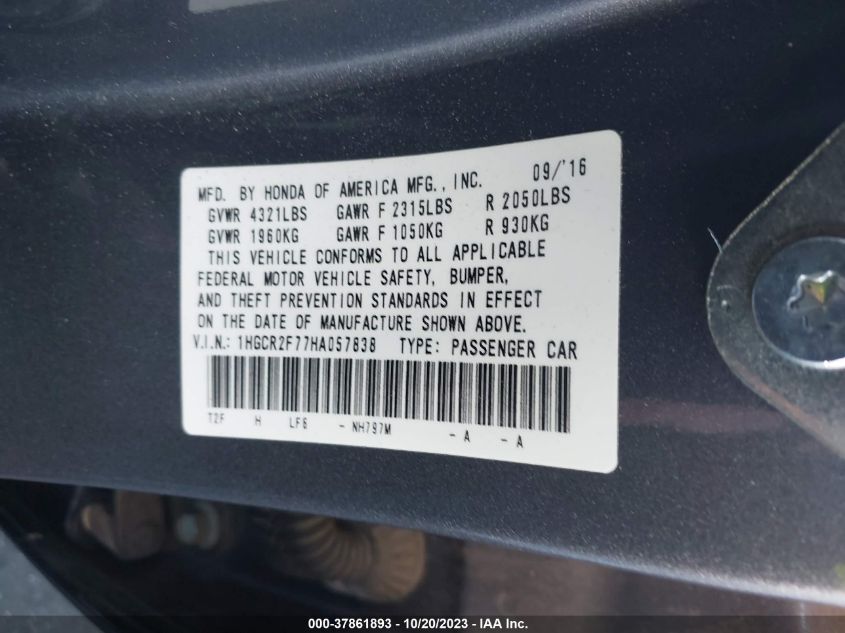 MFD. BY HONDA OF AMERICA MFG., INC. 09/'16
GVWR 4321LBS GAWR F 2315LBS R 2050LBS
GVWR 1960KG GAWR F 1050KG R 930KG
THIS VEHICLE CONFORMS TO ALL APPLICABLE
FEDERAL MOTOR VEHICLE SAFETY, BUMPER,
AND THEFT PREVENTION STANDARDS IN EFFECT
ON THE DATE OF MANUFACTURE SHOWN ABOVE.
V.I.N.: 1HGCR2F77HA057838 TYPE: PASSENGER CAR
T2F H LF6 - NH797M - A - A
000-37861893 - 10/20/2023 - IAA Inc.